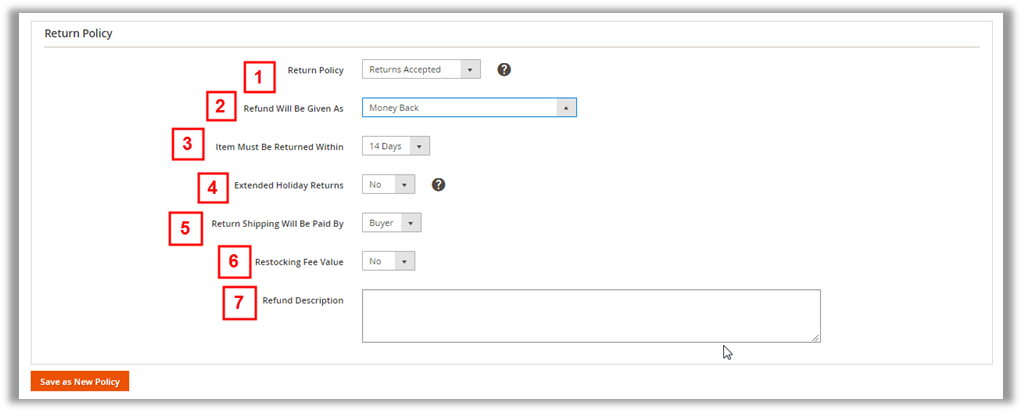 Return Policy
1 Return Policy Returns Accepted ?
2 Refund Will Be Given As Money Back
3 Item Must Be Returned Within 14 Days
4 Extended Holiday Returns No ?
5 Return Shipping Will Be Paid By Buyer
6 Restocking Fee Value No
7 Refund Description
Save as New Policy